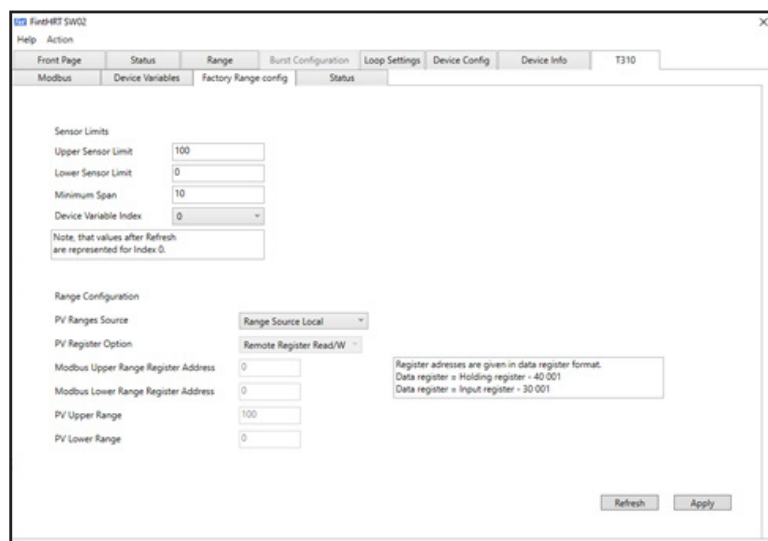 FintHRT SW02
Help Action
Front Page Status Range Burst Configuration Loop Settings Device Config Device Info T310
Modbus Device Variables Factory Range config Status
Sensor Limits
Upper Sensor Limit 100
Lower Sensor Limit 0
Minimum Span 10
Device Variable Index 0
Note, that values after Refresh
are represented for Index 0.
Range Configuration
PV Ranges Source Range Source Local
PV Register Option Remote Register Read/W
Modbus Upper Range Register Address 0
Modbus Lower Range Register Address 0
PV Upper Range 100
PV Lower Range 0
Register adresses are given in data register format.
Data register = Holding register - 40 001
Data register = Input register - 30 001
Refresh Apply